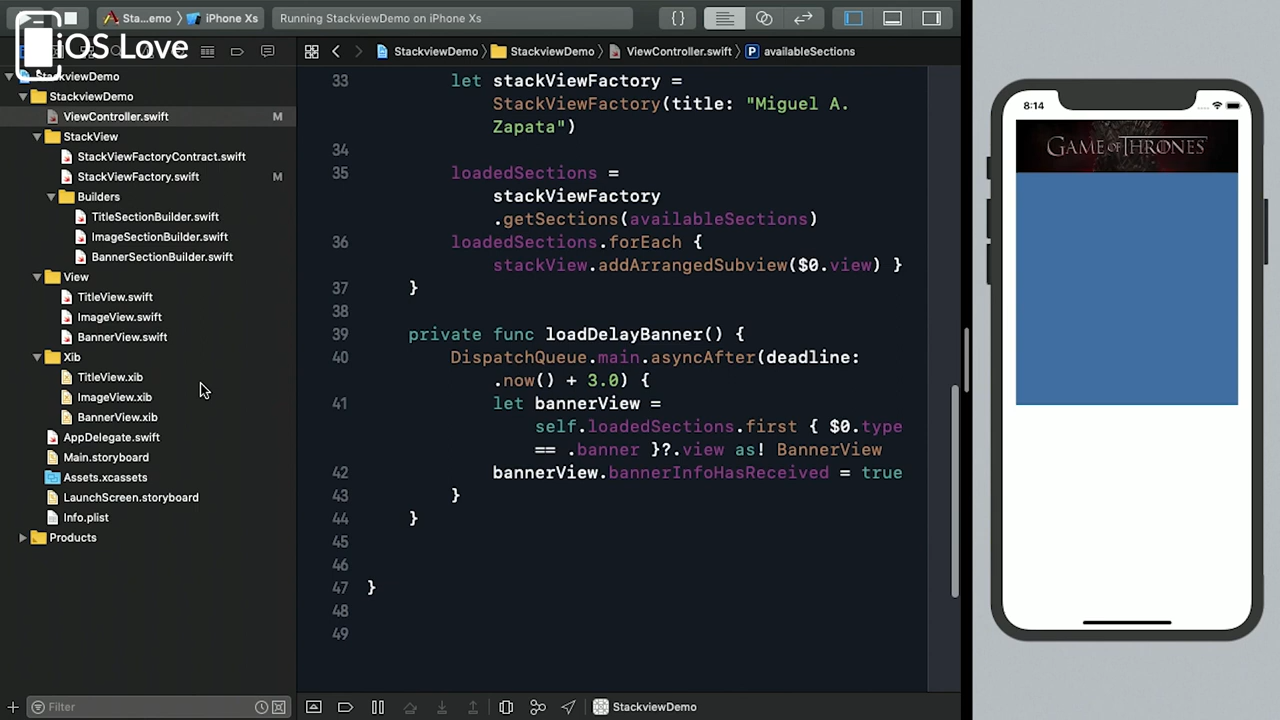 Sta...emo
iPhone Xs
Running StackviewDemo on iPhone Xs
iOS Love
StackviewDemo
StackviewDemo
ViewController.swift
availableSections
StackviewDemo
StackviewDemo
ViewController.swift M
StackView
StackViewFactoryContract.swift
StackViewFactory.swift M
Builders
TitleSectionBuilder.swift
ImageSectionBuilder.swift
BannerSectionBuilder.swift
View
TitleView.swift
ImageView.swift
BannerView.swift
Xib
TitleView.xib
ImageView.xib
BannerView.xib
AppDelegate.swift
Main.storyboard
Assets.xcassets
LaunchScreen.storyboard
Info.plist
Products
Filter
33 let stackViewFactory =
StackViewFactory(title: "Miguel A.
Zapata")
34
35 loadedSections =
stackViewFactory
.getSections(availableSections)
36 loadedSections.forEach {
stackView.addArrangedSubview($0.view) }
37 }
38
39 private func loadDelayBanner() {
40 DispatchQueue.main.asyncAfter(deadline:
.now() + 3.0) {
41 let bannerView =
self.loadedSections.first { $0.type
== .banner }?.view as! BannerView
42 bannerView.bannerInfoHasReceived = true
43 }
44 }
45
46
47 }
48
49
StackviewDemo
8:14
GAME OF THRONES